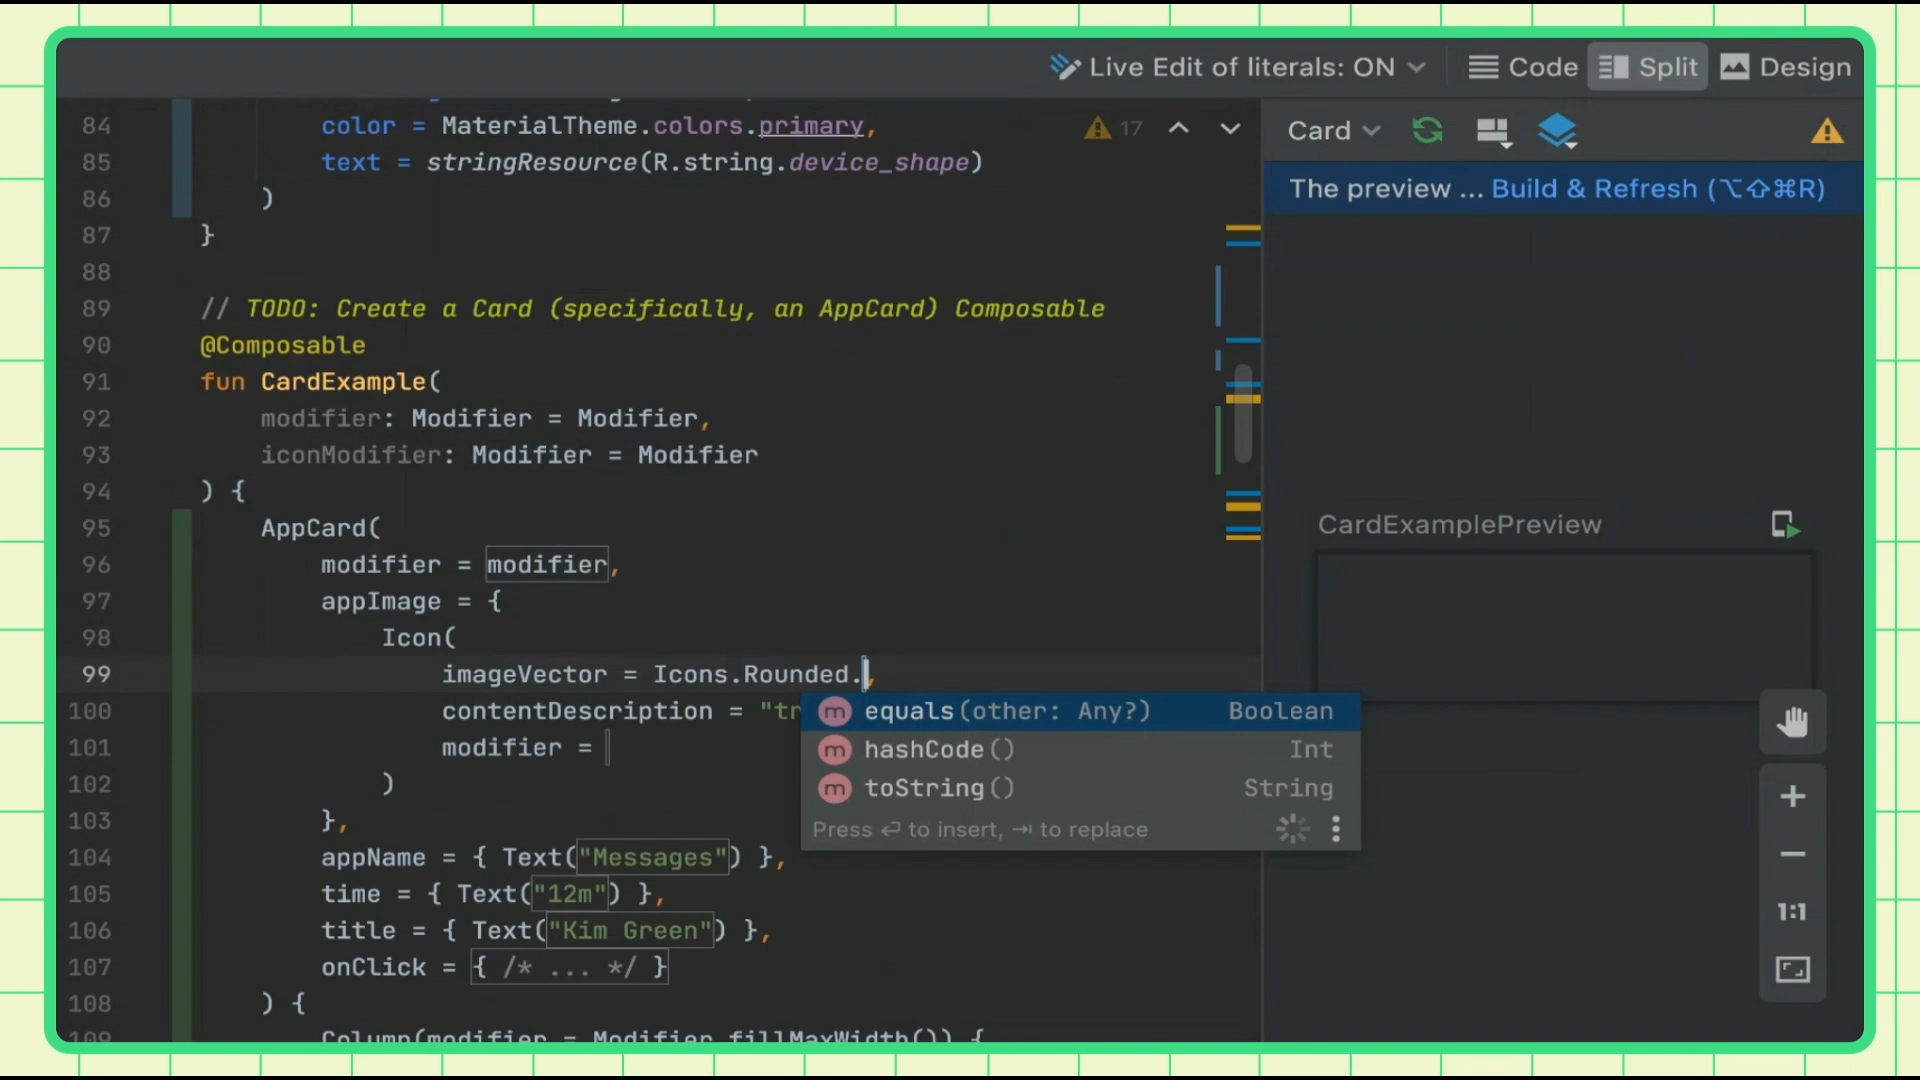 Live Edit of literals: ON
Code
Split
Design
84 color = MaterialTheme.colors.primary,
17
85 text = stringResource(R.string.device_shape)
86 )
87 }
88
89 // TODO: Create a Card (specifically, an AppCard) Composable
90 @Composable
91 fun CardExample(
92 modifier: Modifier = Modifier,
93 iconModifier: Modifier = Modifier
94 ) {
95 AppCard(
96 modifier = modifier,
97 appImage = {
98 Icon(
99 imageVector = Icons.Rounded.,
100 contentDescription = "tr
101 modifier =
102 )
103 },
104 appName = { Text("Messages") },
105 time = { Text("12m") },
106 title = { Text("Kim Green") },
107 onClick = { /* ... */ }
108 ) {
109 Column(modifier = Modifier.fillMaxWidth()) {
equals(other: Any?) Boolean
hashCode() Int
toString() String
Press ⏎ to insert, ⇥ to replace
Card
The preview ... Build & Refresh (⌥⇧⌘R)
CardExamplePreview
1:1